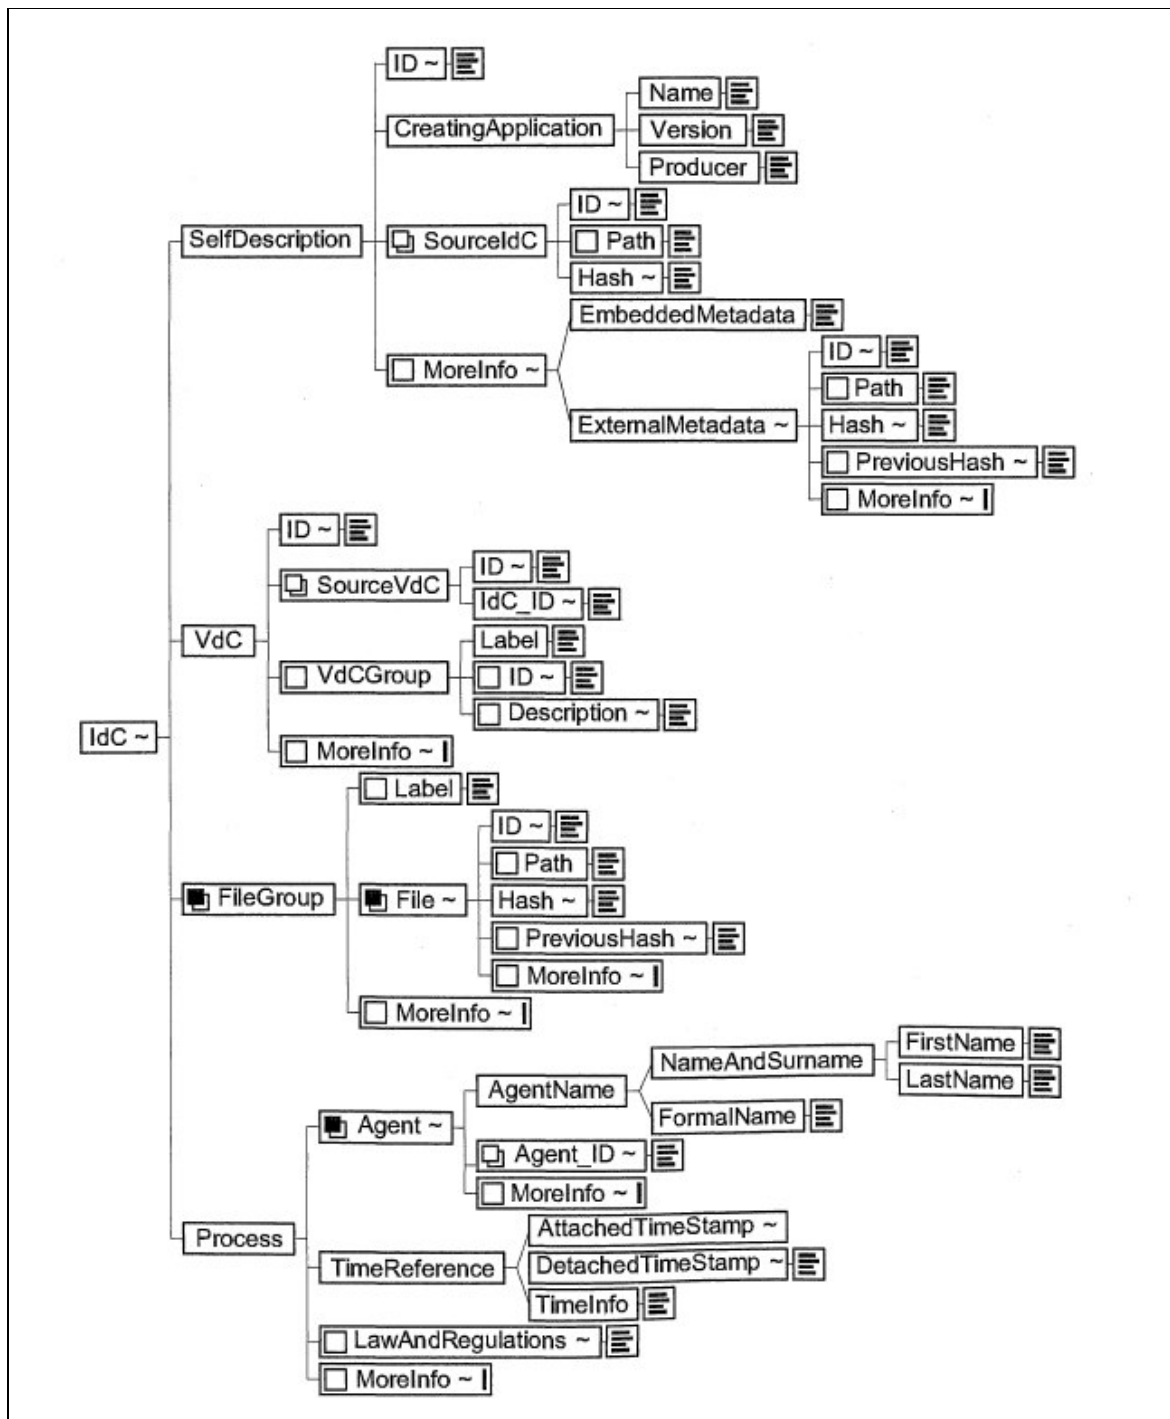 ID ~
CreatingApplication
Name
Version
Producer
SelfDescription
SourceIdC
ID ~
Path
Hash ~
MoreInfo ~
EmbeddedMetadata
ExternalMetadata ~
ID ~
Path
Hash ~
PreviousHash ~
MoreInfo ~
VdC
ID ~
SourceVdC
ID ~
IdC_ID ~
VdCGroup
Label
ID ~
Description ~
MoreInfo ~
IdC ~
FileGroup
Label
File ~
ID ~
Path
Hash ~
PreviousHash ~
MoreInfo ~
MoreInfo ~
Process
Agent ~
AgentName
NameAndSurname
FirstName
LastName
FormalName
Agent_ID ~
MoreInfo ~
TimeReference
AttachedTimeStamp ~
DetachedTimeStamp ~
TimeInfo
LawAndRegulations ~
MoreInfo ~